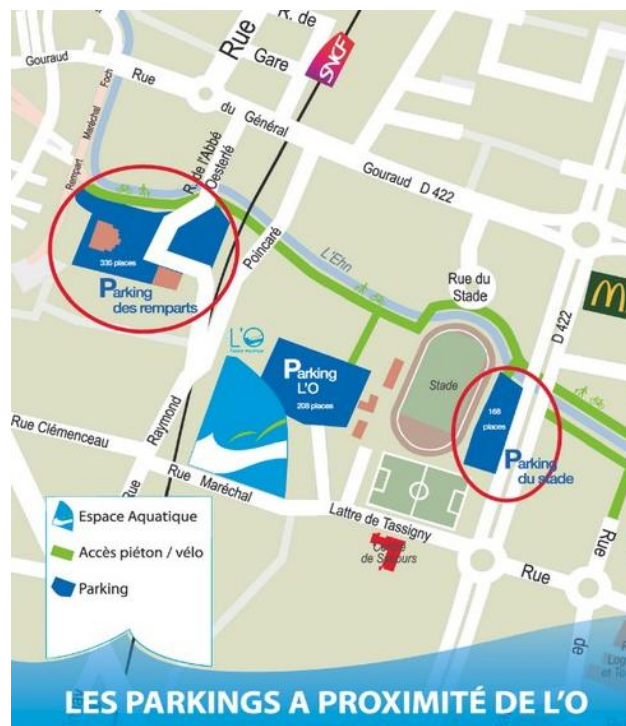 R. de
Gare
Rue
SNCF
Gouraud
Rue
du Général
Gouraud D 422
Rempart Maréchal Foch
R. de l'Abbé
Oesterlé
Poincaré
L'Ehn
Rue du
Stade
D 422
335 places
Parking
des remparts
L'O
Parking
L'O
208 places
Stade
168
places
Parking
du stade
Rue Clémenceau
Raymond
Rue
Rue Maréchal
Lattre de Tassigny
Rue
Rue
de
Centre
de Secours
Espace Aquatique
Accès piéton / vélo
Parking
LES PARKINGS A PROXIMITÉ DE L'O